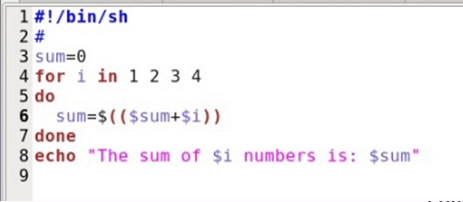 1 #!/bin/sh
2 #
3 sum=0
4 for i in 1 2 3 4
5 do
6   sum=$(($sum+$i))
7 done
8 echo "The sum of $i numbers is: $sum"
9